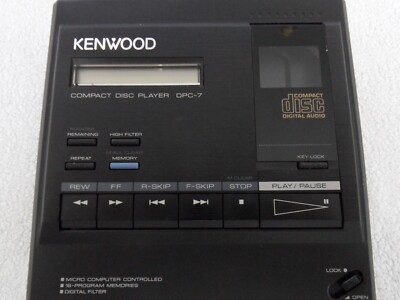 KENWOOD
COMPACT DISC PLAYER DPC-7
COMPACT
disc
DIGITAL AUDIO
REMAINING HIGH FILTER
REPEAT MEMORY
KEY LOCK
REW FF R-SKIP F-SKIP STOP PLAY/PAUSE
MICRO COMPUTER CONTROLLED
16-PROGRAM MEMORIES
DIGITAL FILTER
LOCK
OPEN